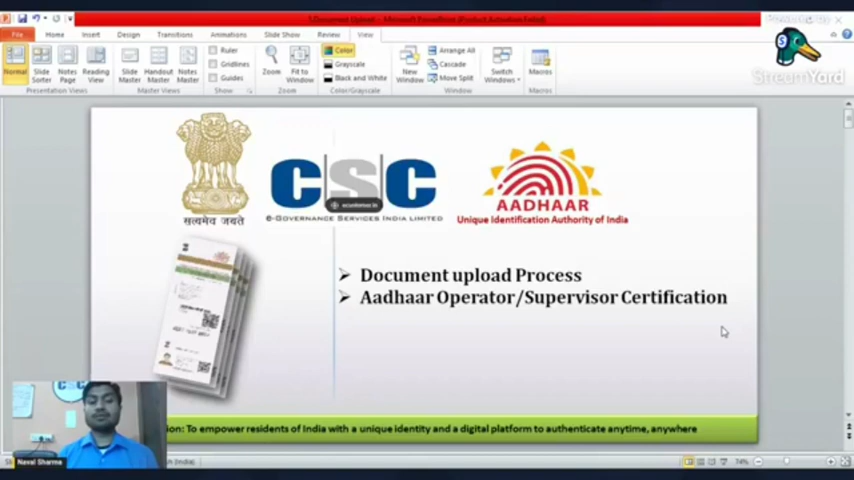 1.Document Upload - Microsoft PowerPoint (Product Activation Failed)
File Home Insert Design Transitions Animations Slide Show Review View
StreamYard
Normal
Slide Sorter
Notes Page
Reading View
Presentation Views
Slide Master
Handout Master
Notes Master
Master Views
Ruler
Gridlines
Guides
Show
Zoom
Fit to Window
Zoom
Color
Grayscale
Black and White
Color/Grayscale
New Window
Arrange All
Cascade
Move Split
Window
Switch Windows
Macros
Macros
सत्यमेव जयते
CSC
e-Governance Services India Limited
AADHAAR
Unique Identification Authority of India
Document upload Process
Aadhaar Operator/Supervisor Certification
ion: To empower residents of India with a unique identity and a digital platform to authenticate anytime, anywhere
Naval Sharma
(India)
74%